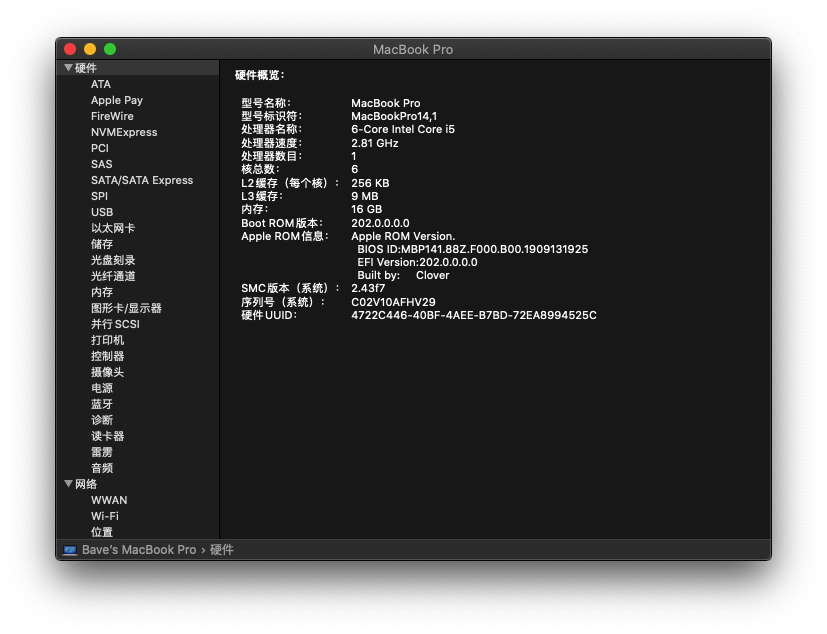 MacBook Pro
硬件
ATA
Apple Pay
FireWire
NVMExpress
PCI
SAS
SATA/SATA Express
SPI
USB
以太网卡
储存
光盘刻录
光纤通道
内存
图形卡/显示器
并行 SCSI
打印机
控制器
摄像头
电源
蓝牙
诊断
读卡器
雷雳
音频
网络
WWAN
Wi-Fi
位置
硬件概览：
型号名称： MacBook Pro
型号标识符： MacBookPro14,1
处理器名称： 6-Core Intel Core i5
处理器速度： 2.81 GHz
处理器数目： 1
核总数： 6
L2 缓存（每个核）： 256 KB
L3 缓存： 9 MB
内存： 16 GB
Boot ROM 版本： 202.0.0.0.0
Apple ROM 信息： Apple ROM Version.
BIOS ID:MBP141.88Z.F000.B00.1909131925
EFI Version:202.0.0.0.0
Built by: Clover
SMC 版本（系统）： 2.43f7
序列号（系统）： C02V10AFHV29
硬件 UUID： 4722C446-40BF-4AEE-B7BD-72EA8994525C
Bave's MacBook Pro › 硬件